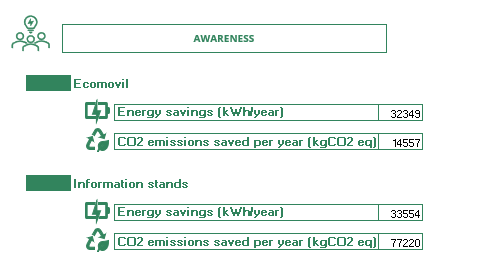 AWARENESS
Ecomovil
Energy savings (kWh/year) 32349
CO2 emissions saved per year (kgCO2 eq) 14557
Information stands
Energy savings (kWh/year) 33554
CO2 emissions saved per year (kgCO2 eq) 77220